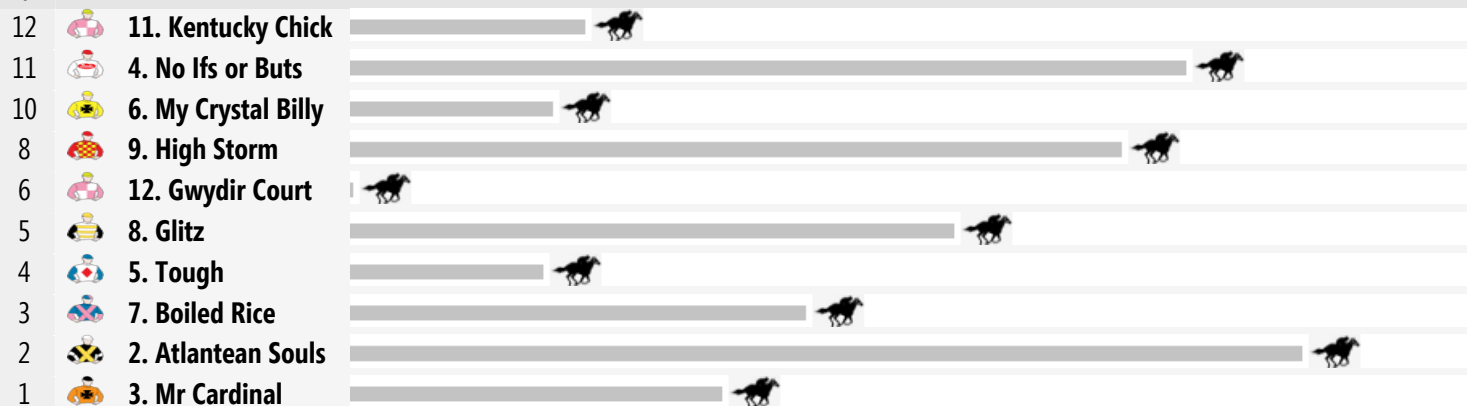 12 11. Kentucky Chick
11 4. No Ifs or Buts
10 6. My Crystal Billy
8 9. High Storm
6 12. Gwydir Court
5 8. Glitz
4 5. Tough
3 7. Boiled Rice
2 2. Atlantean Souls
1 3. Mr Cardinal